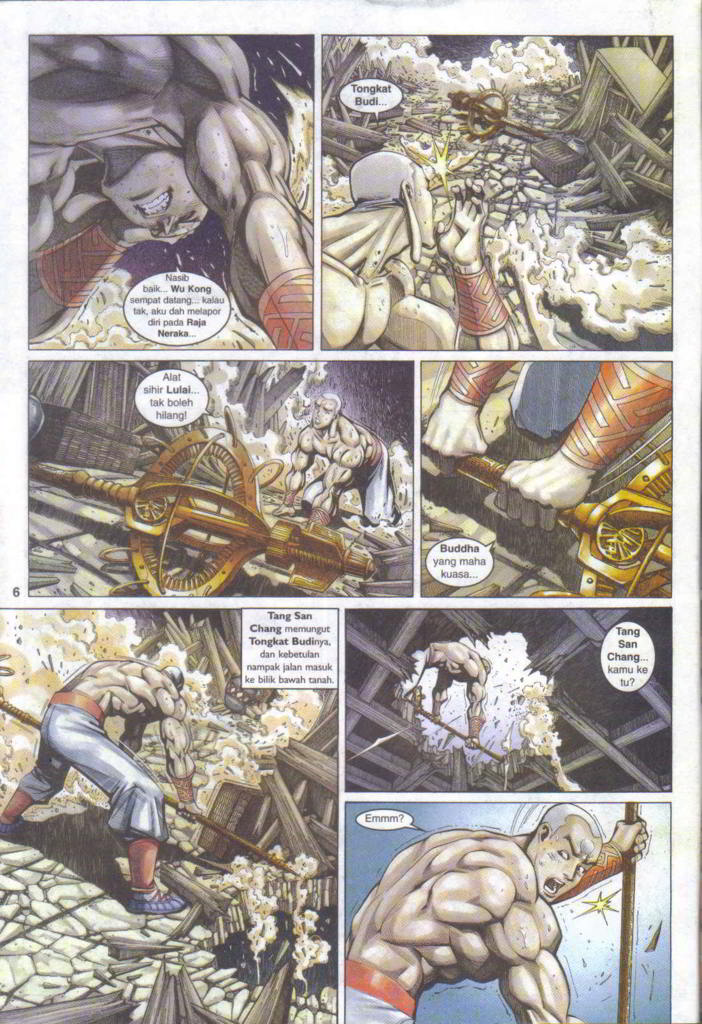 Nasib
baik... Wu Kong
sempat datang... kalau
tak, aku dah melapor
diri pada Raja
Neraka...
Tongkat
Budi...
Alat
sihir Lulai...
tak boleh
hilang!
Buddha
yang maha
kuasa...
6
Tang San
Chang memungut
Tongkat Budinya,
dan kebetulan
nampak jalan masuk
ke bilik bawah tanah.
Tang
San
Chang...
kamu ke
tu?
Emmm?